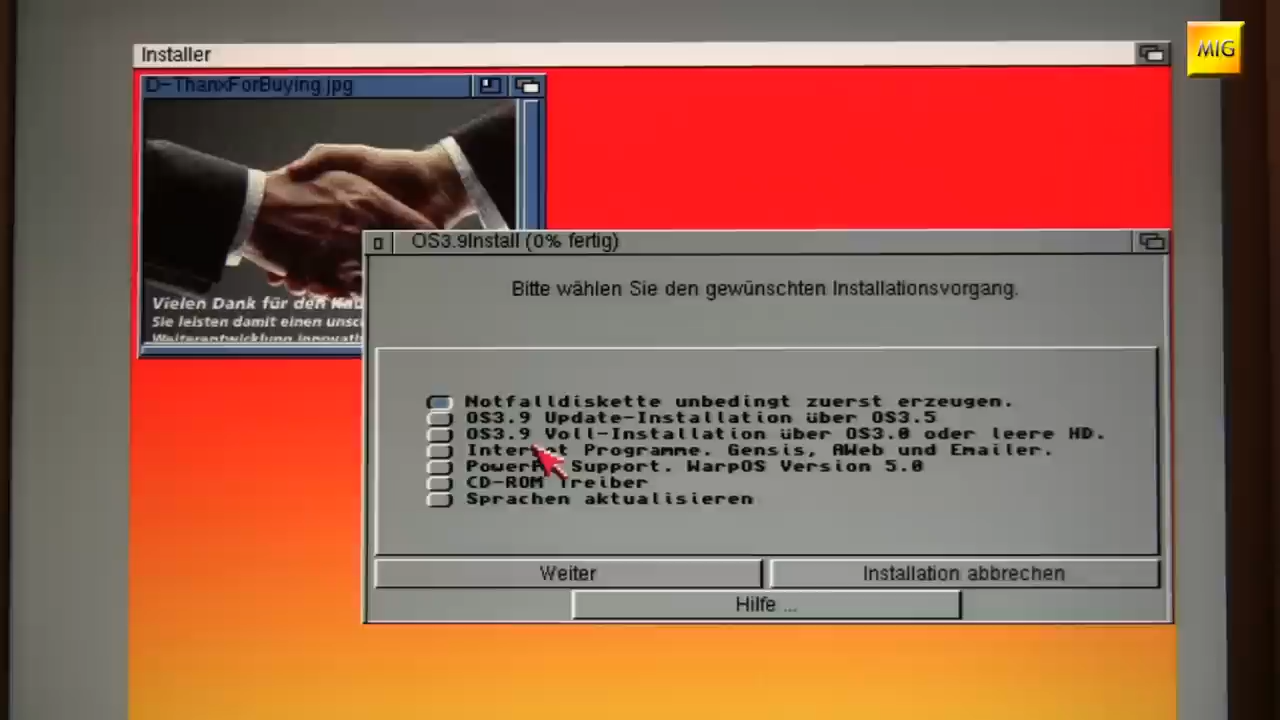 Installer
MIG
D-ThanxForBuying.jpg
Vielen Dank für den
Sie leisten damit einen
Weiterentwicklung
OS3.9Install (0% fertig)
Bitte wählen Sie den gewünschten Installationsvorgang.
Notfalldiskette unbedingt zuerst erzeugen.
OS3.9 Update-Installation über OS3.5
OS3.9 Voll-Installation über OS3.0 oder leere HD.
Internet Programme. Gensis, AWeb und Emailer.
Support. WarpOS Version 5.0
CD-ROM Treiber
Sprachen aktualisieren
Weiter
Installation abbrechen
Hilfe ...